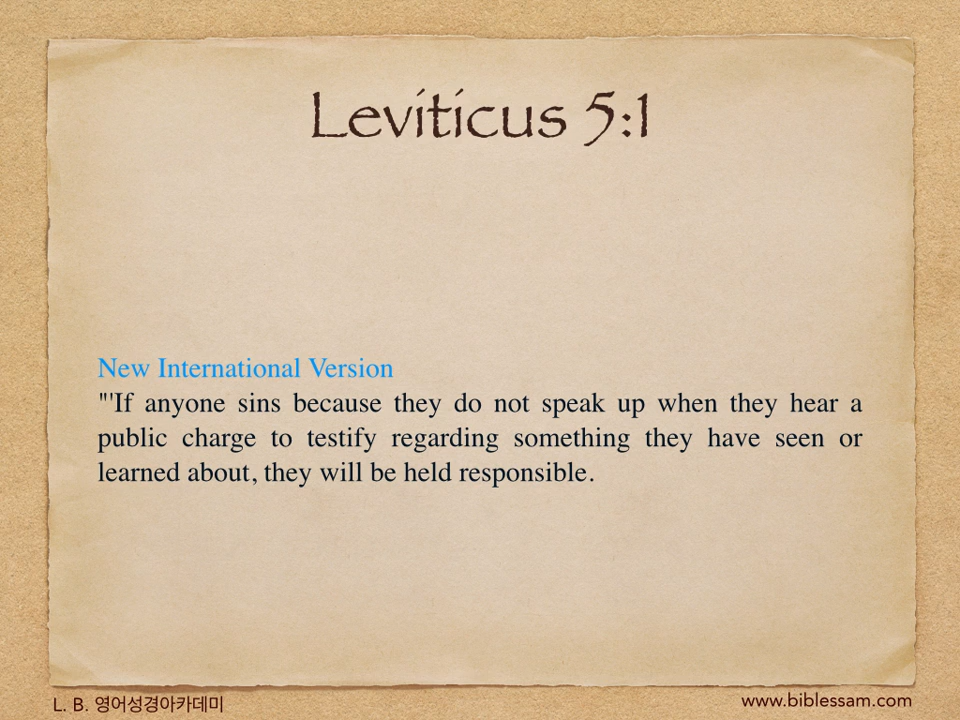 Leviticus 5:1
New International Version
"'If anyone sins because they do not speak up when they hear a
public charge to testify regarding something they have seen or
learned about, they will be held responsible.
L. B. 영어성경아카데미
www.biblessam.com